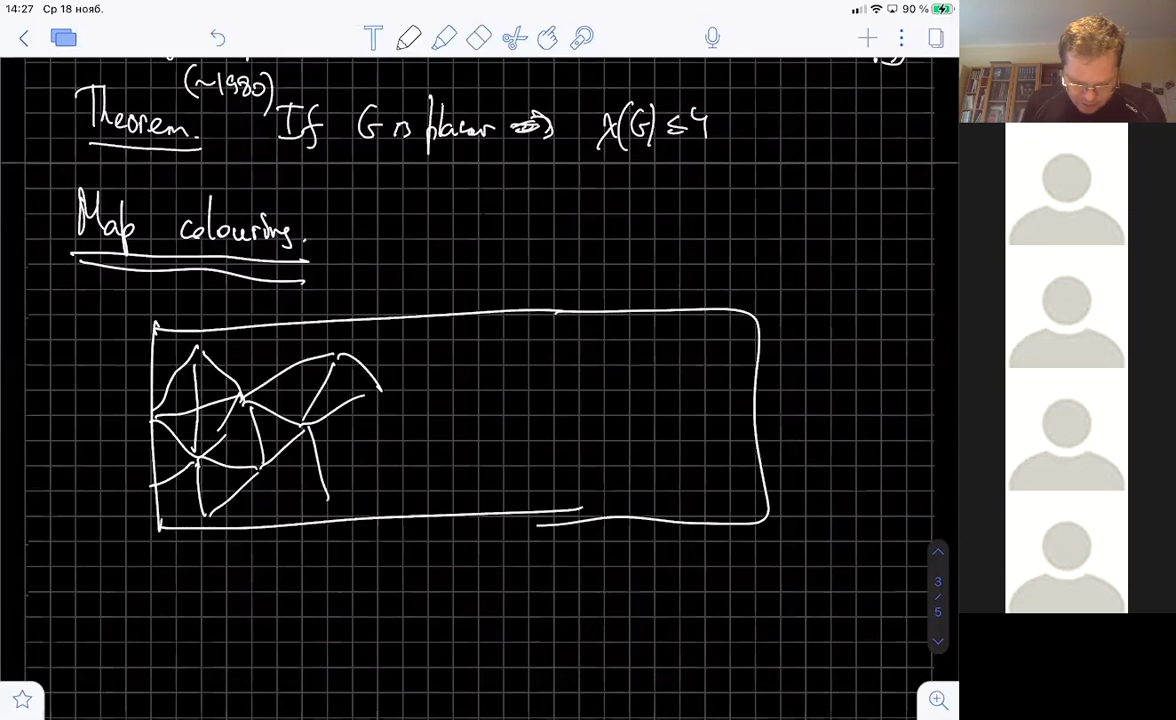 14:27 Ср 18 нояб.
90 %
(~1980)
Theorem. If G is planar => χ(G) ≤ 4
Map colouring.
3
/
5